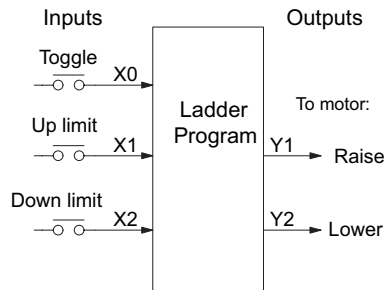 Inputs
Outputs
Toggle
X0
Up limit
X1
Down limit
X2
Ladder
Program
To motor:
Y1
Raise
Y2
Lower